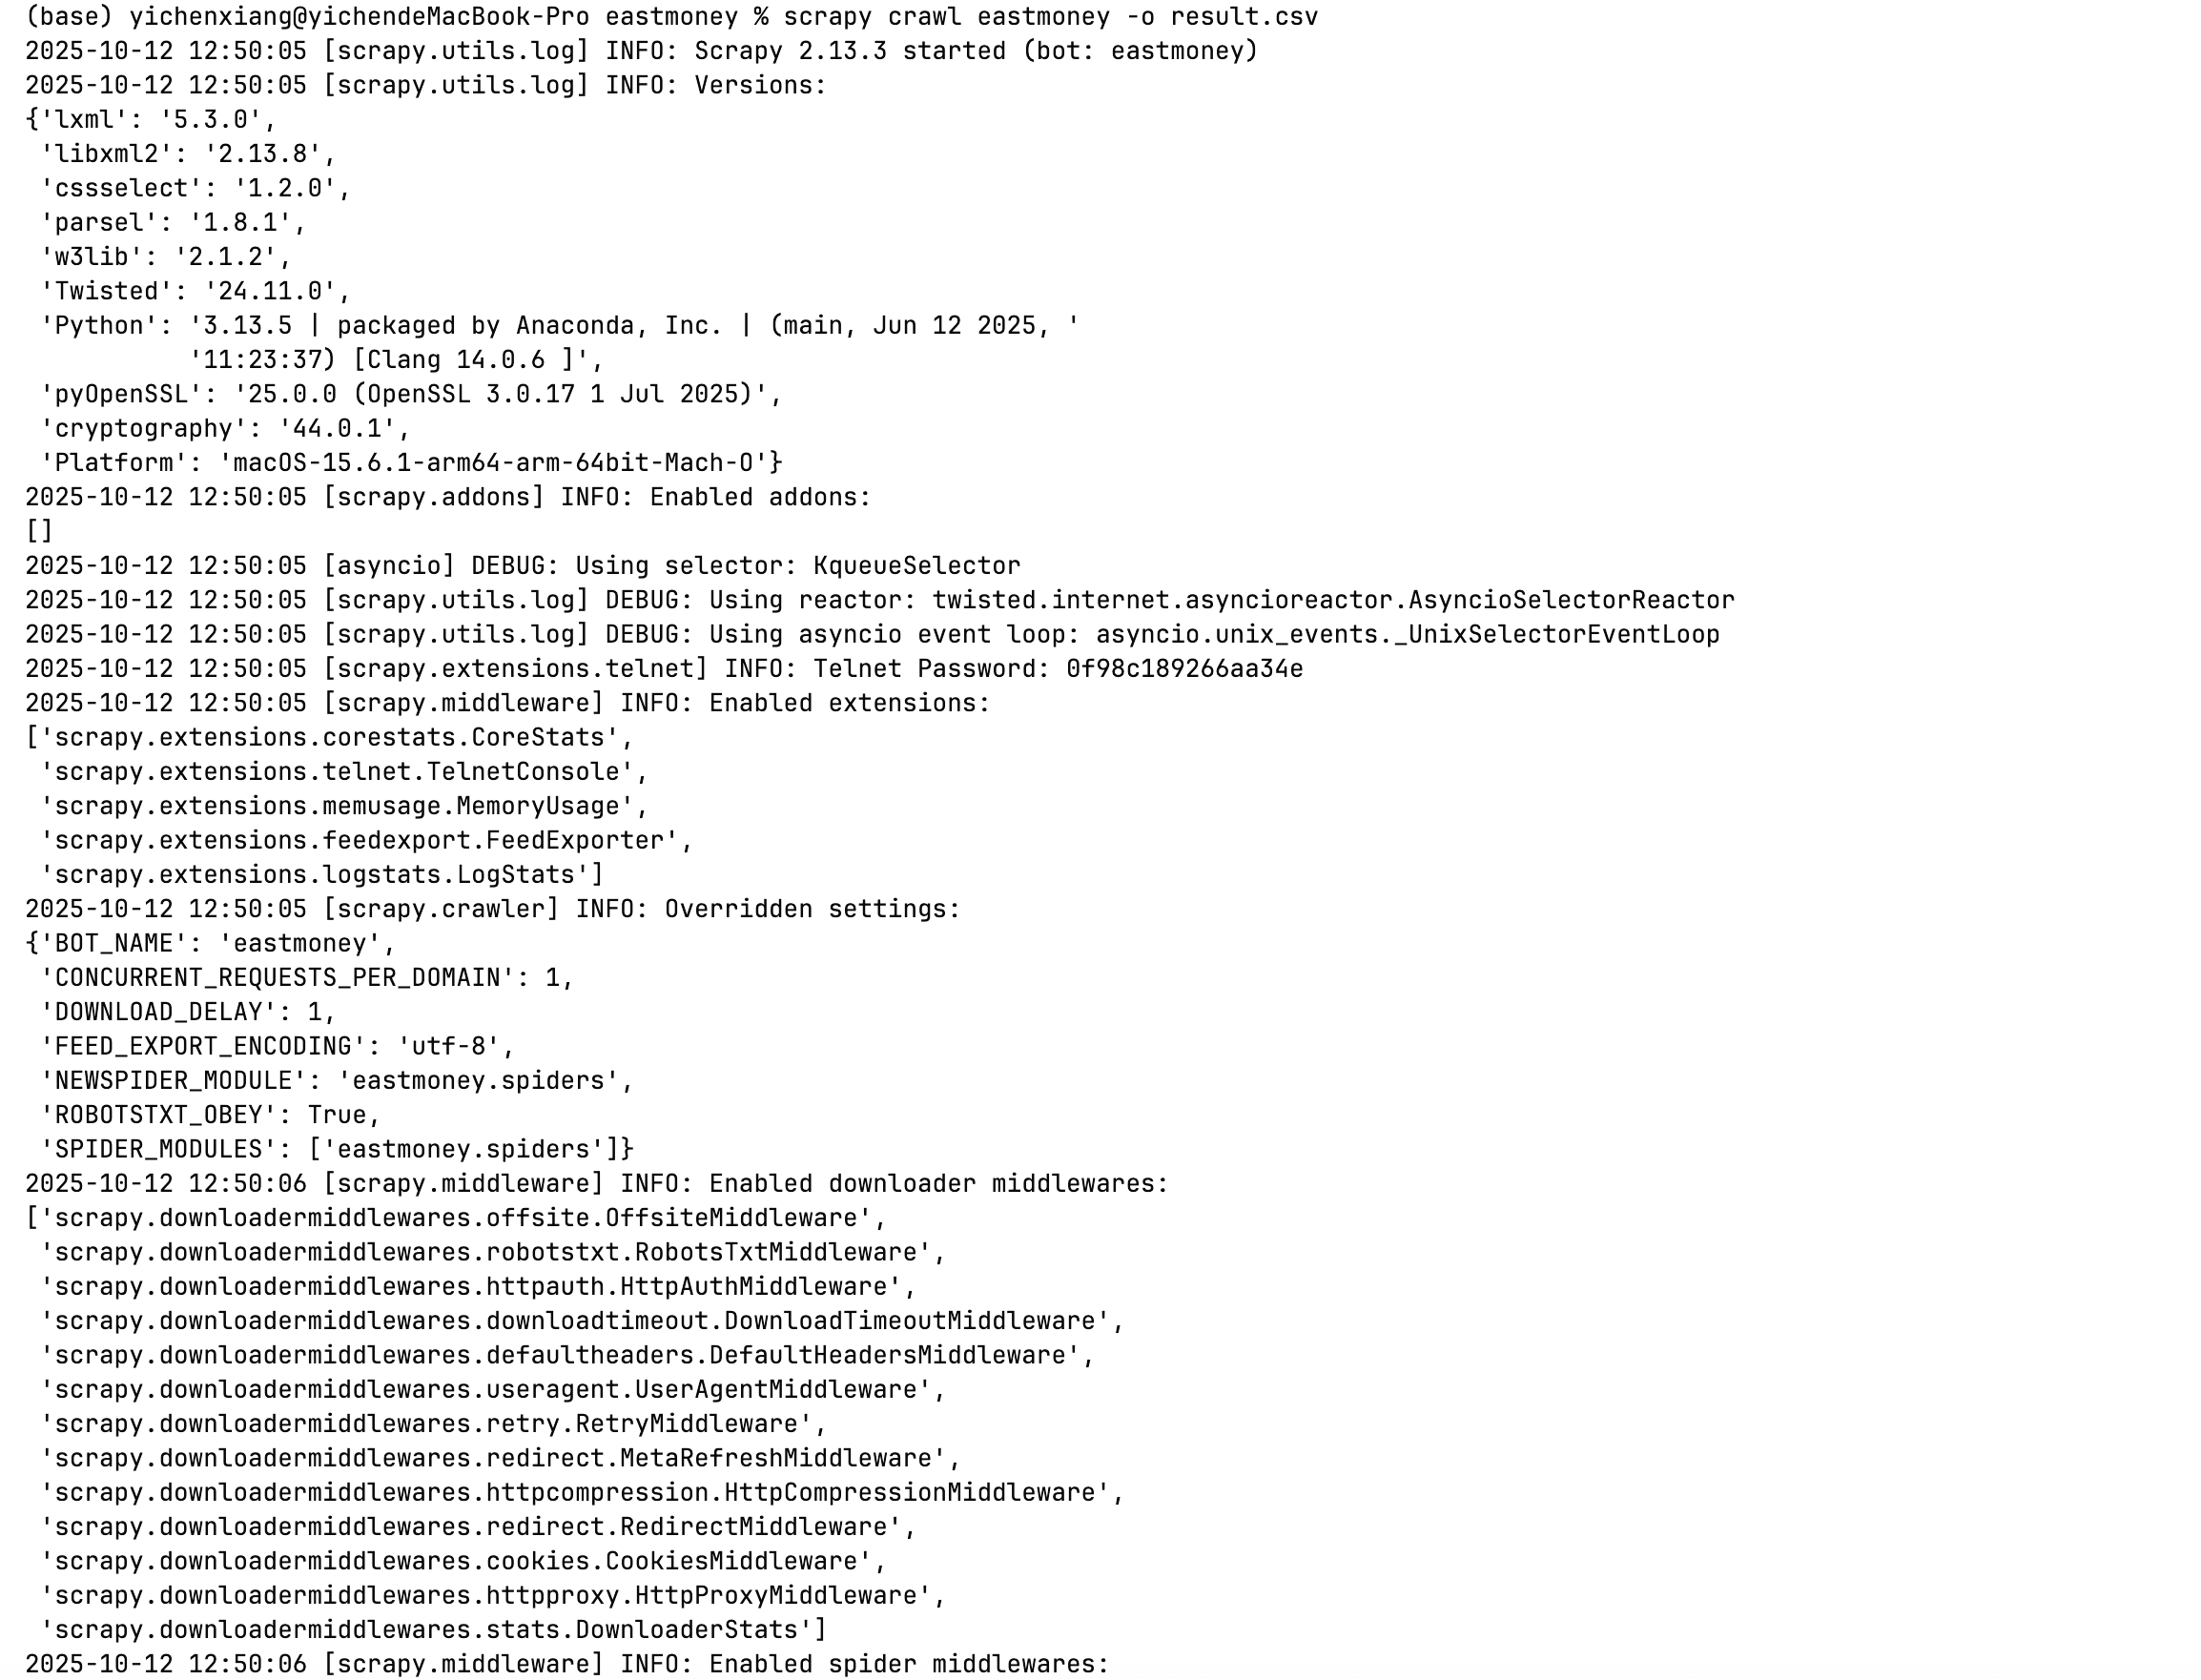 (base) yichenxiang@yichendeMacBook-Pro eastmoney % scrapy crawl eastmoney -o result.csv
2025-10-12 12:50:05 [scrapy.utils.log] INFO: Scrapy 2.13.3 started (bot: eastmoney)
2025-10-12 12:50:05 [scrapy.utils.log] INFO: Versions:
{'lxml': '5.3.0',
 'libxml2': '2.13.8',
 'cssselect': '1.2.0',
 'parsel': '1.8.1',
 'w3lib': '2.1.2',
 'Twisted': '24.11.0',
 'Python': '3.13.5 | packaged by Anaconda, Inc. | (main, Jun 12 2025, '
           '11:23:37) [Clang 14.0.6 ]',
 'pyOpenSSL': '25.0.0 (OpenSSL 3.0.17 1 Jul 2025)',
 'cryptography': '44.0.1',
 'Platform': 'macOS-15.6.1-arm64-arm-64bit-Mach-O'}
2025-10-12 12:50:05 [scrapy.addons] INFO: Enabled addons:
[]
2025-10-12 12:50:05 [asyncio] DEBUG: Using selector: KqueueSelector
2025-10-12 12:50:05 [scrapy.utils.log] DEBUG: Using reactor: twisted.internet.asyncioreactor.AsyncioSelectorReactor
2025-10-12 12:50:05 [scrapy.utils.log] DEBUG: Using asyncio event loop: asyncio.unix_events._UnixSelectorEventLoop
2025-10-12 12:50:05 [scrapy.extensions.telnet] INFO: Telnet Password: 0f98c189266aa34e
2025-10-12 12:50:05 [scrapy.middleware] INFO: Enabled extensions:
['scrapy.extensions.corestats.CoreStats',
 'scrapy.extensions.telnet.TelnetConsole',
 'scrapy.extensions.memusage.MemoryUsage',
 'scrapy.extensions.feedexport.FeedExporter',
 'scrapy.extensions.logstats.LogStats']
2025-10-12 12:50:05 [scrapy.crawler] INFO: Overridden settings:
{'BOT_NAME': 'eastmoney',
 'CONCURRENT_REQUESTS_PER_DOMAIN': 1,
 'DOWNLOAD_DELAY': 1,
 'FEED_EXPORT_ENCODING': 'utf-8',
 'NEWSPIDER_MODULE': 'eastmoney.spiders',
 'ROBOTSTXT_OBEY': True,
 'SPIDER_MODULES': ['eastmoney.spiders']}
2025-10-12 12:50:06 [scrapy.middleware] INFO: Enabled downloader middlewares:
['scrapy.downloadermiddlewares.offsite.OffsiteMiddleware',
 'scrapy.downloadermiddlewares.robotstxt.RobotsTxtMiddleware',
 'scrapy.downloadermiddlewares.httpauth.HttpAuthMiddleware',
 'scrapy.downloadermiddlewares.downloadtimeout.DownloadTimeoutMiddleware',
 'scrapy.downloadermiddlewares.defaultheaders.DefaultHeadersMiddleware',
 'scrapy.downloadermiddlewares.useragent.UserAgentMiddleware',
 'scrapy.downloadermiddlewares.retry.RetryMiddleware',
 'scrapy.downloadermiddlewares.redirect.MetaRefreshMiddleware',
 'scrapy.downloadermiddlewares.httpcompression.HttpCompressionMiddleware',
 'scrapy.downloadermiddlewares.redirect.RedirectMiddleware',
 'scrapy.downloadermiddlewares.cookies.CookiesMiddleware',
 'scrapy.downloadermiddlewares.httpproxy.HttpProxyMiddleware',
 'scrapy.downloadermiddlewares.stats.DownloaderStats']
2025-10-12 12:50:06 [scrapy.middleware] INFO: Enabled spider middlewares: